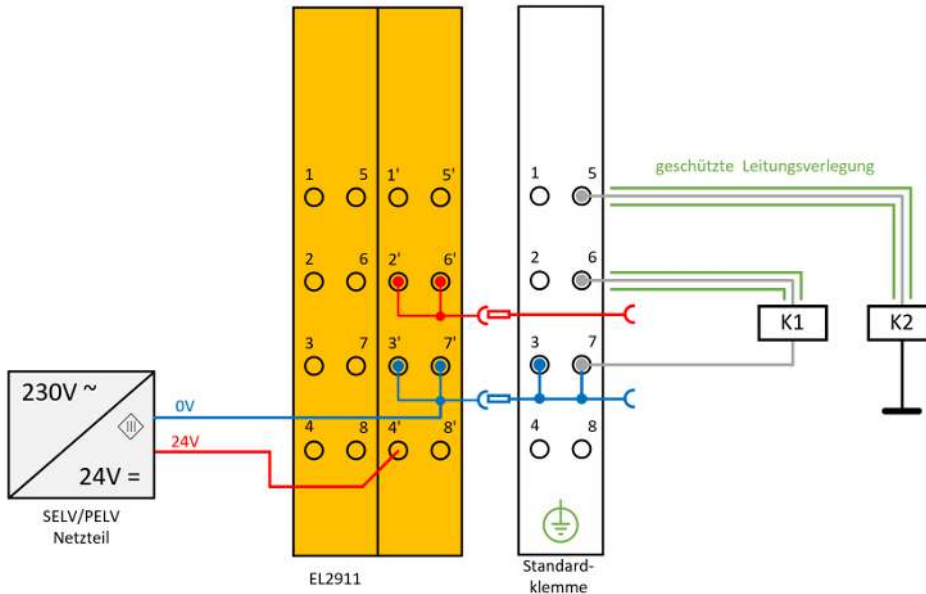 1 5 1' 5' 1 5
geschützte Leitungsverlegung
2 6 2' 6' 2 6
K1 K2
3 7 3' 7' 3 7
230V ~
0V
III
4 8 4' 8' 4 8
24V
24V =
SELV/PELV
Netzteil
EL2911
Standard-
klemme